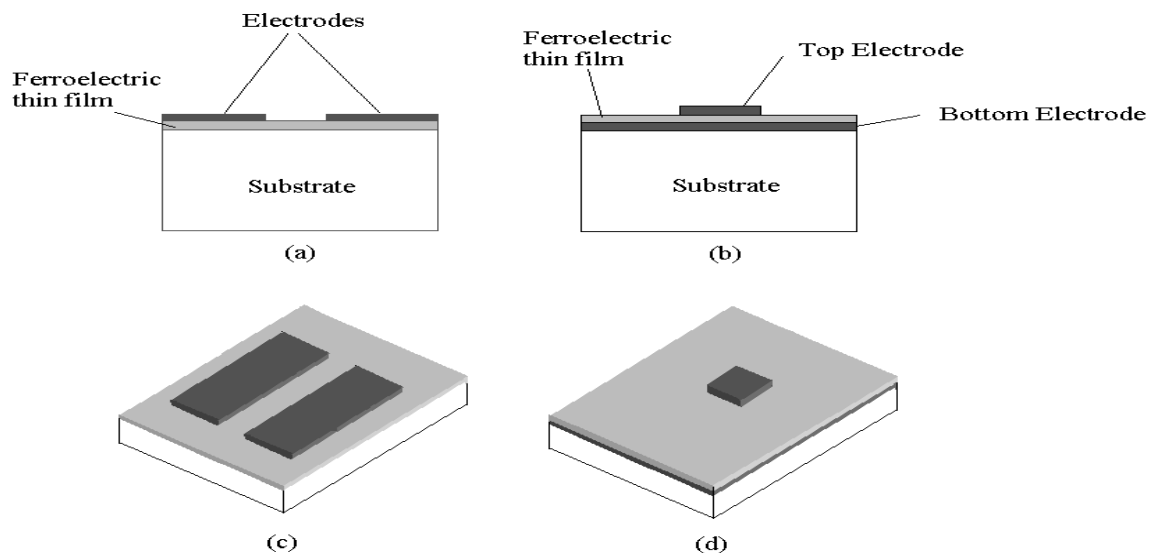 Electrodes
Ferroelectric
thin film
Substrate
(a)
Ferroelectric
thin film
Top Electrode
Bottom Electrode
Substrate
(b)
(c)
(d)